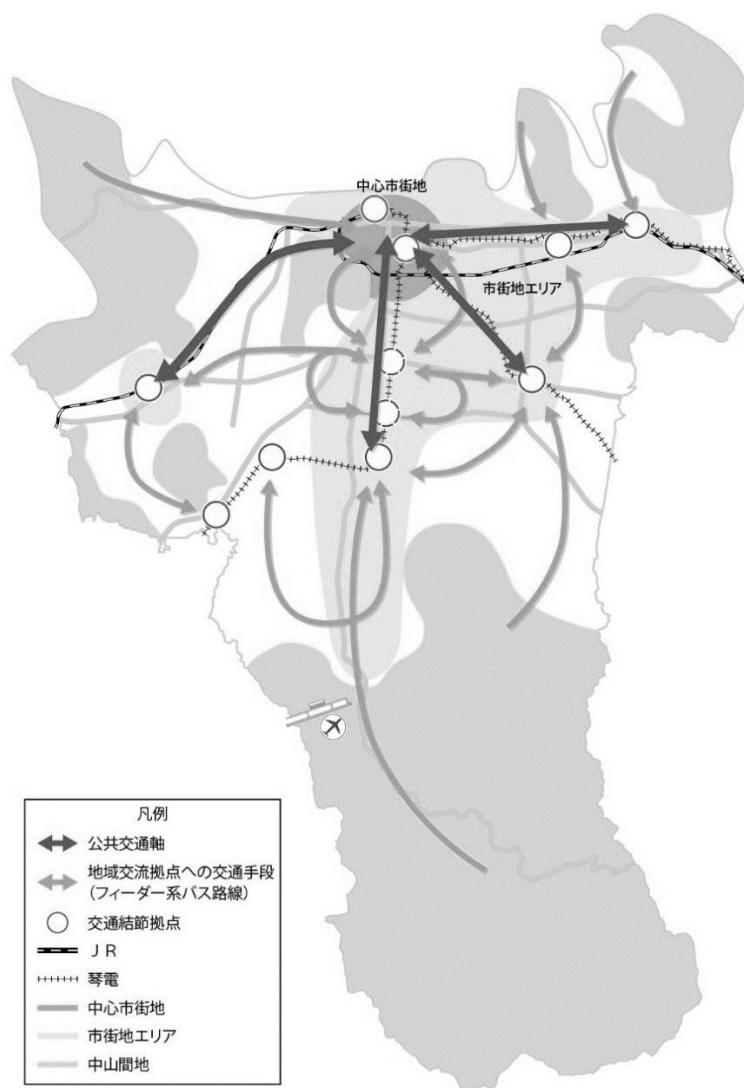 中心市街地
市街地エリア
凡例
公共交通軸
地域交流拠点への交通手段
(フィーダー系バス路線)
交通結節拠点
ＪＲ
琴電
中心市街地
市街地エリア
中山間地